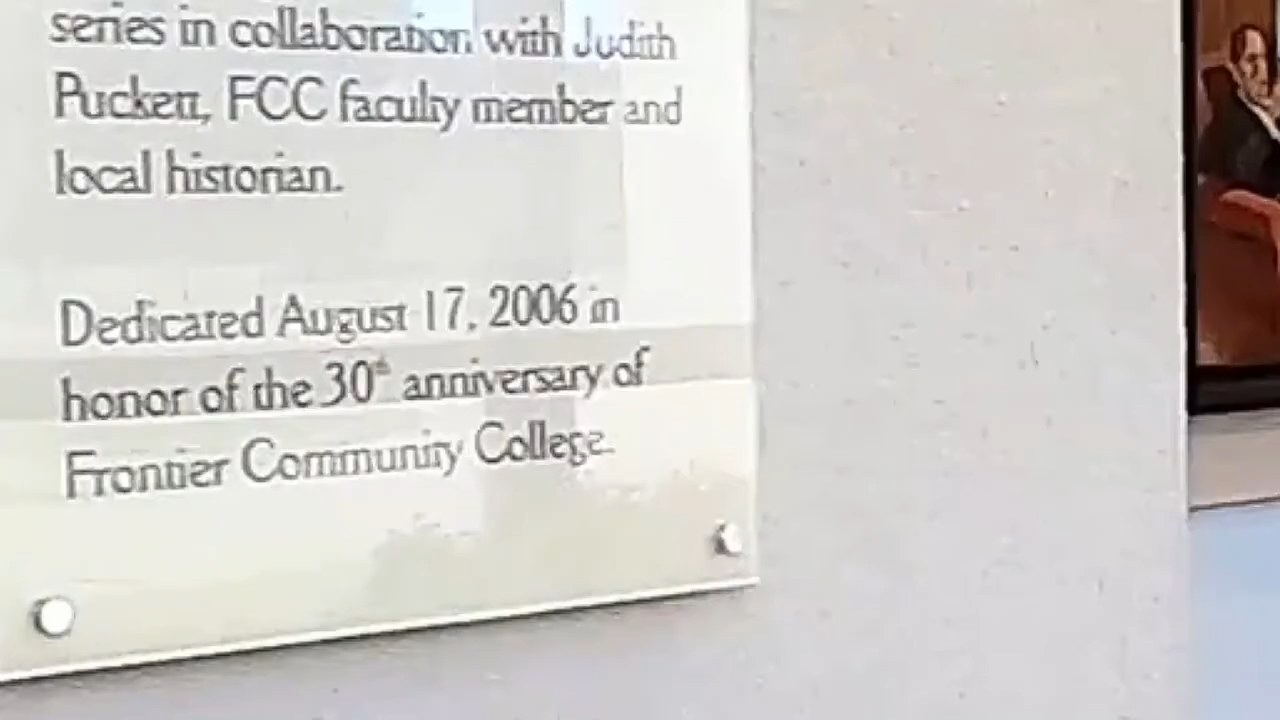 series in collaboration with Judith
Puckett, FCC faculty member and
local historian.
Dedicated August 17, 2006 in
honor of the 30th anniversary of
Frontier Community College.